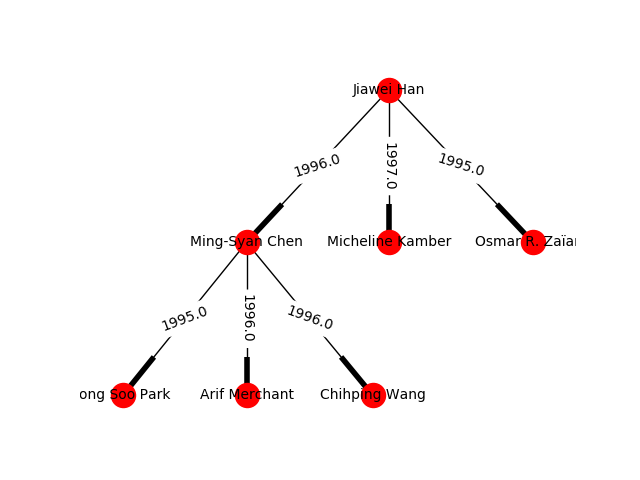 Jiawei Han
1996.0
1997.0
1995.0
Ming-Syan Chen
Micheline Kamber
Osmar R. Zaïar
1995.0
1996.0
1996.0
ong Soo Park
Arif Merchant
Chihping Wang